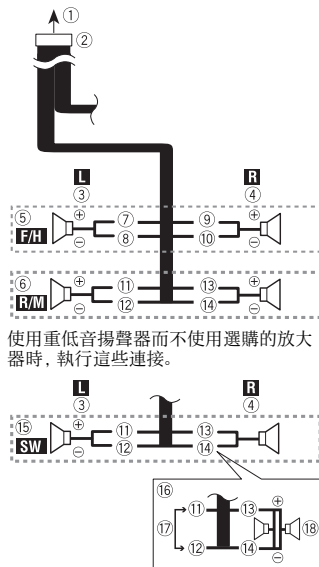 ①
②
L R
③ ④
⑤ ⊕ ⑦ ⑨ ⊕
F/H ⊖ ⑧ ⑩ ⊖
⑥ ⊕ ⑪ ⑬ ⊕
R/M ⊖ ⑫ ⑭ ⊖
使用重低音揚聲器而不使用選購的放大
器時，執行這些連接。
L R
③ ④
⑮ ⊕ ⑪ ⑬ ⊕
SW ⊖ ⑫ ⑭ ⊖
⑯
⑪ ⑬ ⊕
⑰ ⑱
⑫ ⑭ ⊖